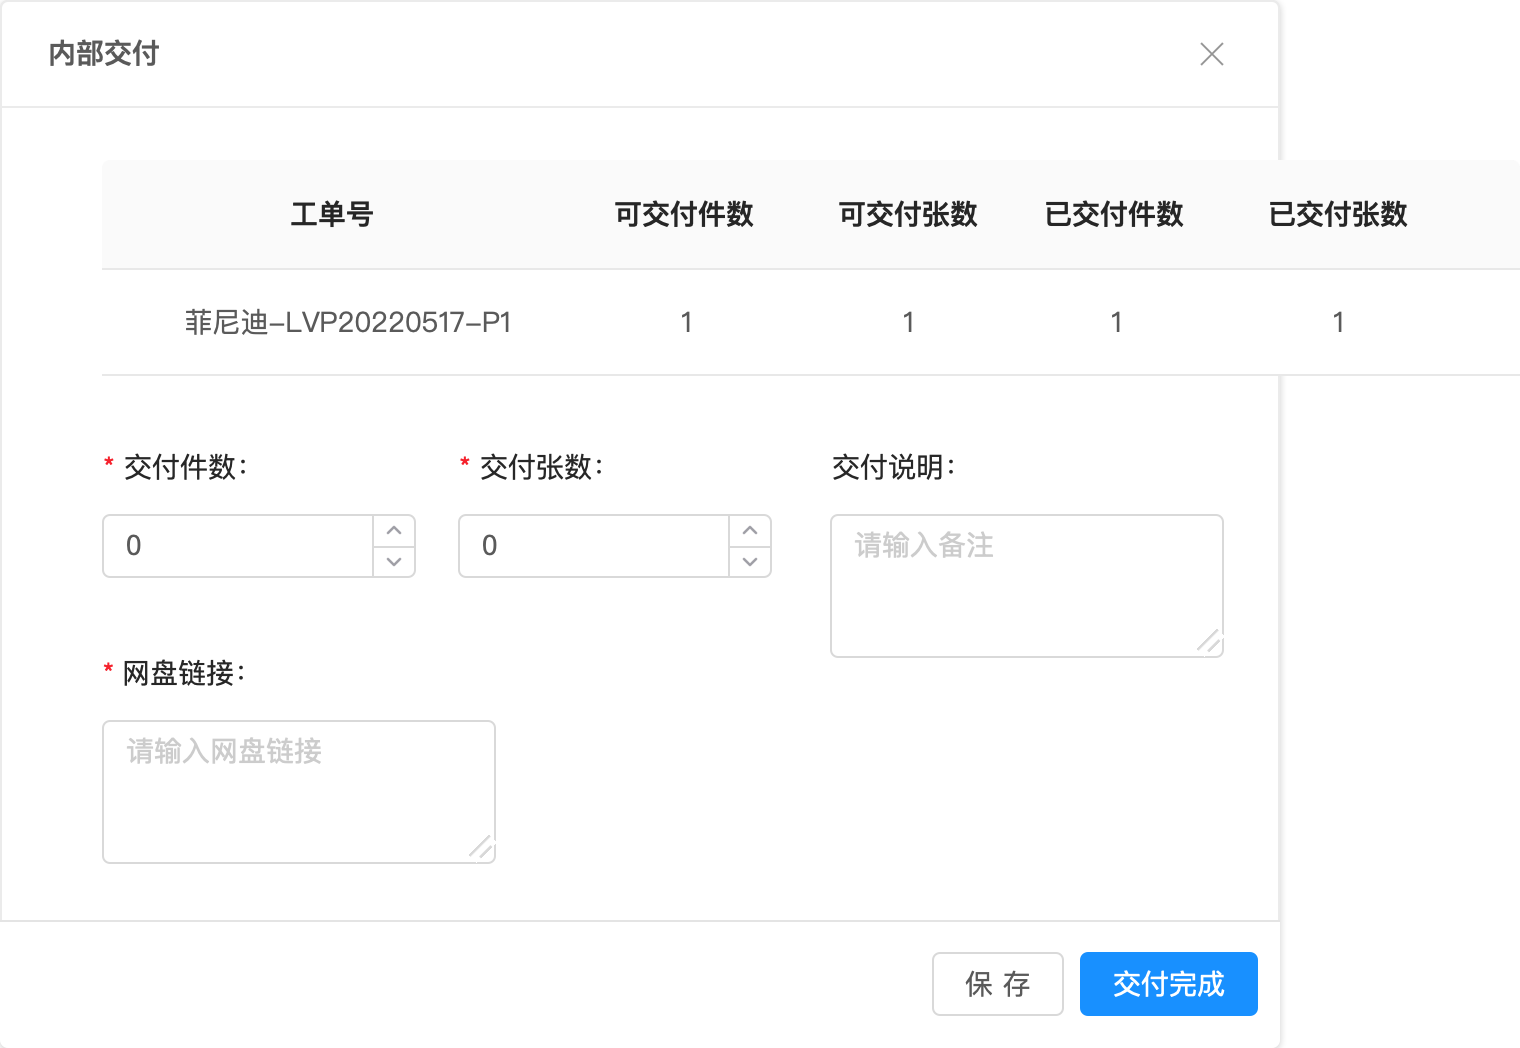 内部交付
工单号 可交付件数 可交付张数 已交付件数 已交付张数
菲尼迪-LVP20220517-P1 1 1 1 1
* 交付件数: * 交付张数: 交付说明:
0 0 请输入备注
* 网盘链接:
请输入网盘链接
保 存 交付完成